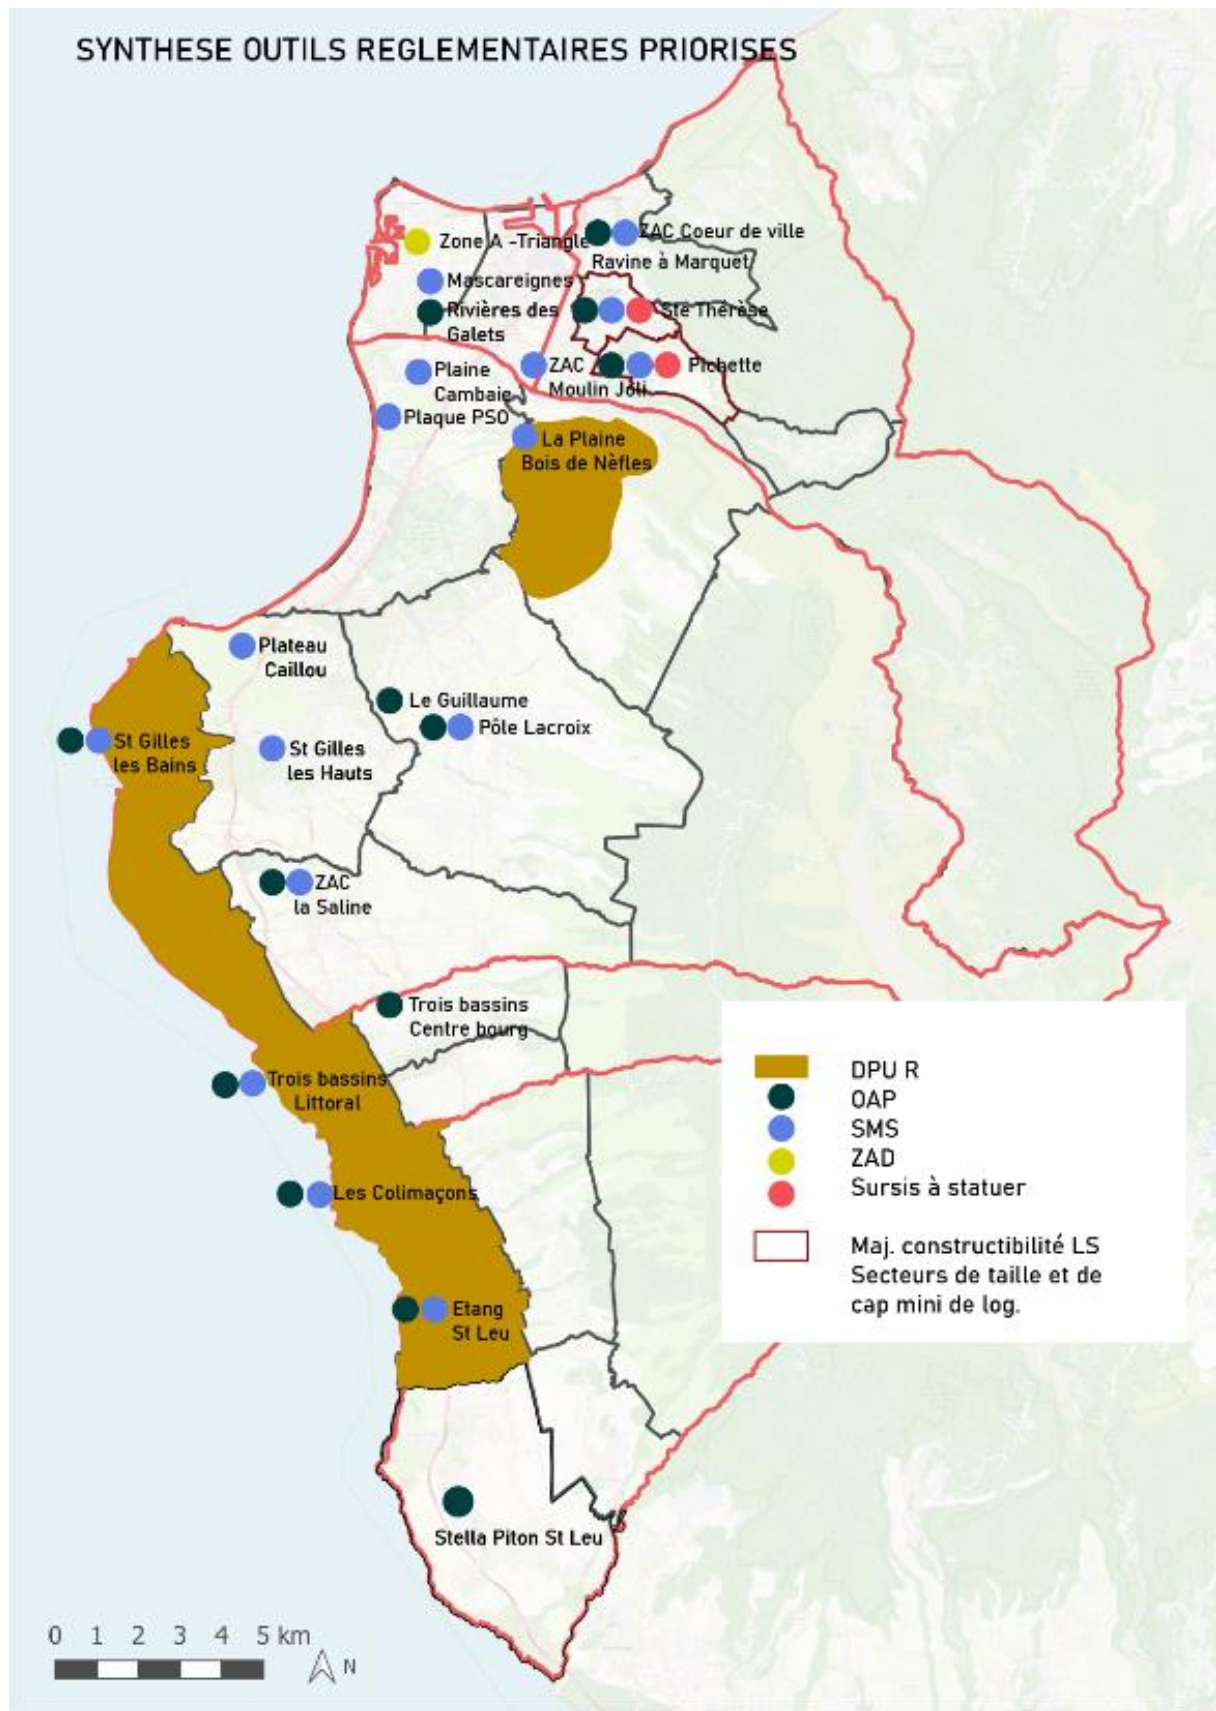 SYNTHESE OUTILS REGLEMENTAIRES PRIORISES
Zone A -Triangle
ZAC Coeur de ville
Ravine à Marquet
Mascareignes
Rivières des
Galets
Ste Thérèse
Plaine
Cambaie
ZAC
Moulin Joli
Pichette
Plaque PSO
La Plaine
Bois de Nèfles
Plateau
Caillou
Le Guillaume
Pôle Lacroix
St Gilles
les Bains
St Gilles
les Hauts
ZAC
la Saline
Trois bassins
Centre bourg
Trois bassins
Littoral
Les Colimaçons
Etang
St Leu
Stella Piton St Leu
DPU R
OAP
SMS
ZAD
Sursis à statuer
Maj. constructibilité LS
Secteurs de taille et de
cap mini de log.
0 1 2 3 4 5 km
N